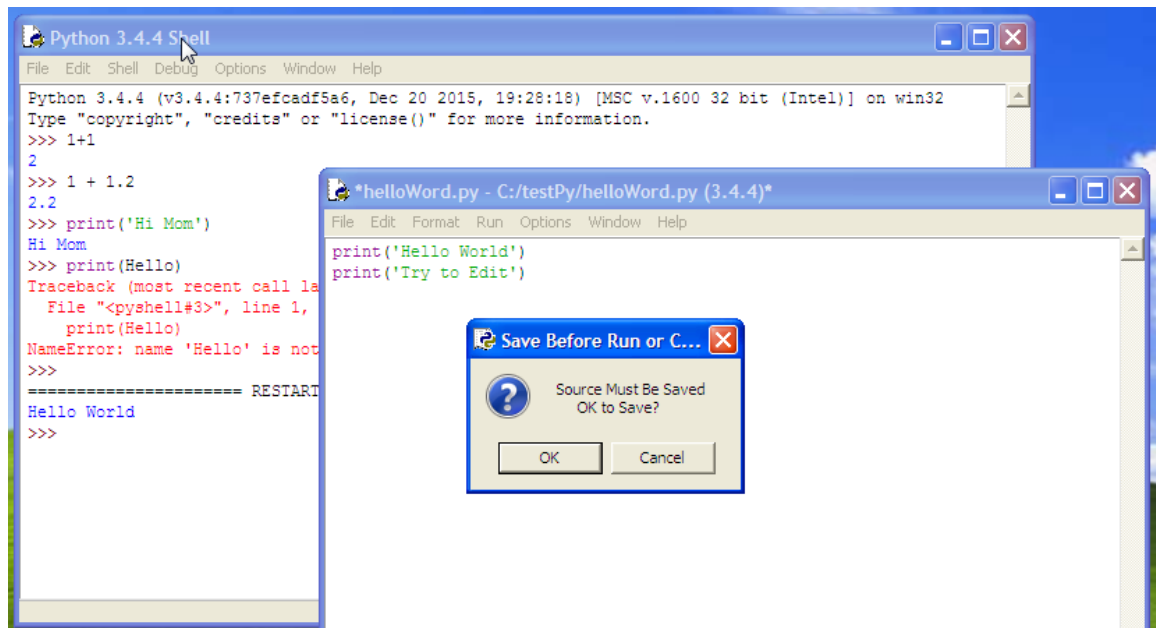 Python 3.4.4 Shell
File Edit Shell Debug Options Window Help
Python 3.4.4 (v3.4.4:737efcadf5a6, Dec 20 2015, 19:28:18) [MSC v.1600 32 bit (Intel)] on win32
Type "copyright", "credits" or "license()" for more information.
>>> 1+1
2
>>> 1 + 1.2
2.2
>>> print('Hi Mom')
Hi Mom
>>> print(Hello)
Traceback (most recent call la
  File "<pyshell#3>", line 1,
    print(Hello)
NameError: name 'Hello' is not
>>>
====================== RESTART
Hello World
>>>
*helloWord.py - C:/testPy/helloWord.py (3.4.4)*
File Edit Format Run Options Window Help
print('Hello World')
print('Try to Edit')
Save Before Run or C...
Source Must Be Saved
OK to Save?
OK Cancel